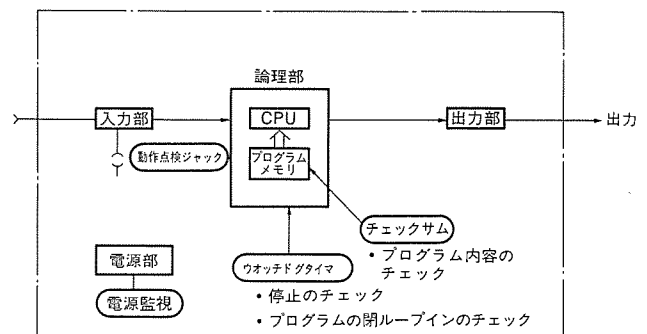 論理部
入力部
CPU
出力部
出力
動作点検ジャック
プログラム
メモリ
チェックサム
・プログラム内容の
チェック
電源部
ウオッチドグタイマ
電源監視
・停止のチェック
・プログラムの閉ループインのチェック